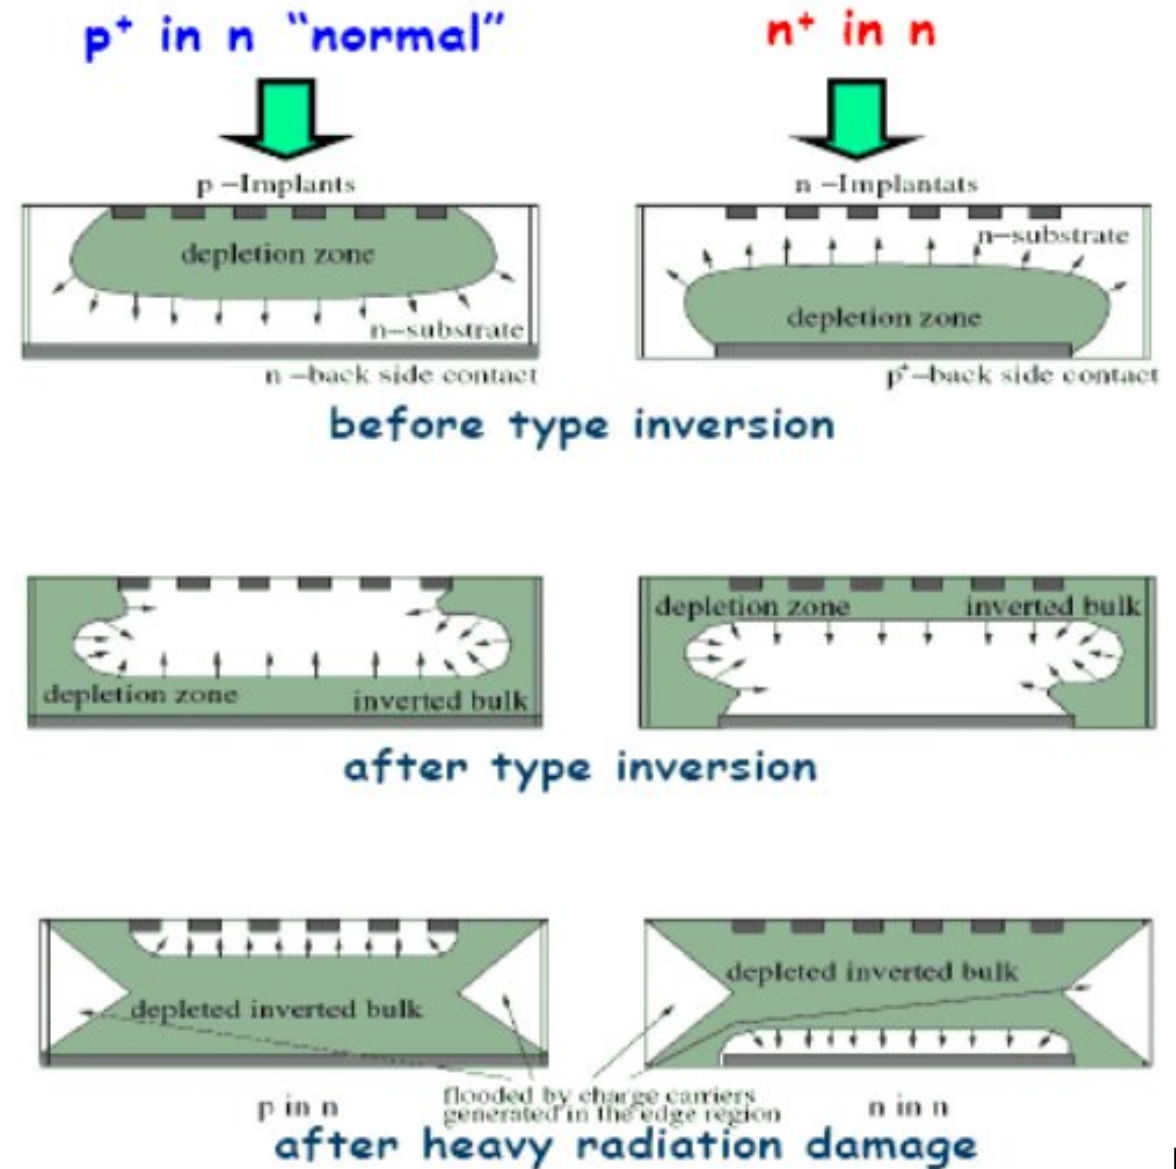 p⁺ in n “normal”
n⁺ in n
p –Implants
n –Implantats
depletion zone
n–substrate
n–substrate
depletion zone
n –back side contact
p⁺–back side contact
before type inversion
depletion zone
inverted bulk
depletion zone
inverted bulk
after type inversion
depleted inverted bulk
depleted inverted bulk
flooded by charge carriers
generated in the edge region
p in n
n in n
after heavy radiation damage